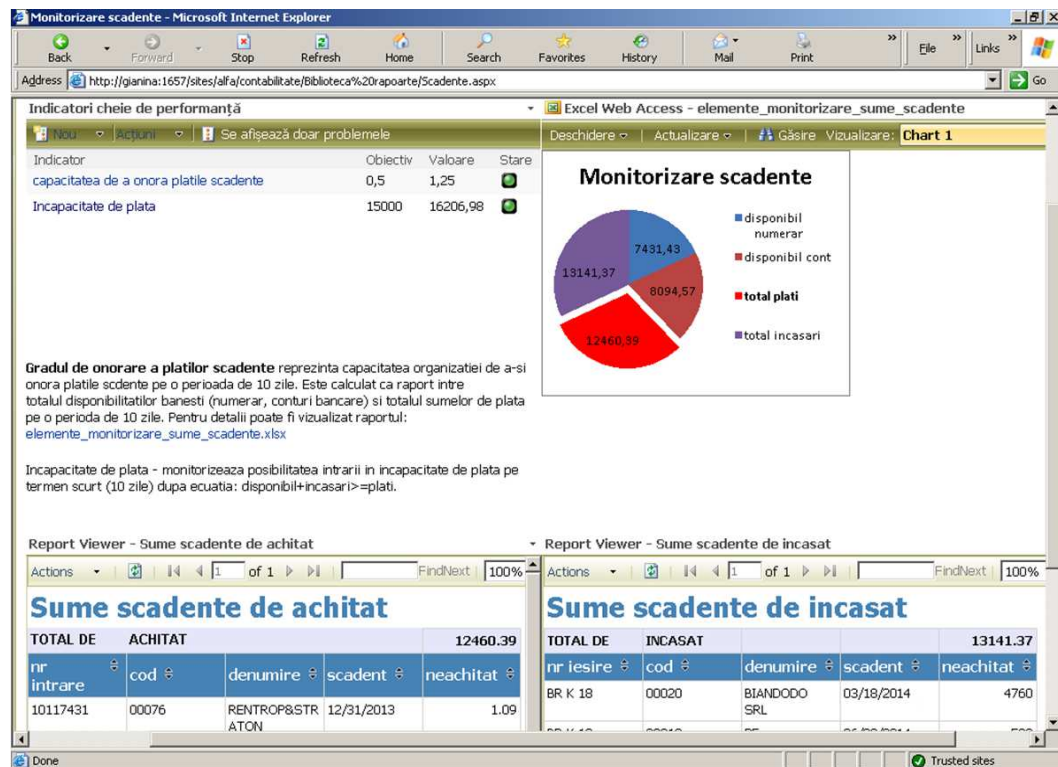 Monitorizare scadente - Microsoft Internet Explorer
Back Forward Stop Refresh Home Search Favorites History Mail Print » File » Links »
Address http://gianina:1657/sites/alfa/contabilitate/Biblioteca%20rapoarte/Scadente.aspx Go
Indicatori cheie de performanță
Nou Acțiuni Se afișează doar problemele
Indicator Obiectiv Valoare Stare
capacitatea de a onora platile scadente 0,5 1,25
Incapacitate de plata 15000 16206,98
Excel Web Access - elemente_monitorizare_sume_scadente
Deschidere Actualizare Găsire Vizualizare: Chart 1
Monitorizare scadente
7431,43
8094,57
12460,39
13141,37
disponibil
numerar
disponibil cont
total plati
total incasari
Gradul de onorare a platilor scadente reprezinta capacitatea organizatiei de a-si
onora platile scdente pe o perioada de 10 zile. Este calculat ca raport intre
totalul disponibilitatilor banesti (numerar, conturi bancare) si totalul sumelor de plata
pe o perioda de 10 zile. Pentru detalii poate fi vizualizat raportul:
elemente_monitorizare_sume_scadente.xlsx
Incapacitate de plata - monitorizeaza posibilitatea intrarii in incapacitate de plata pe
termen scurt (10 zile) dupa ecuatia: disponibil+incasari>=plati.
Report Viewer - Sume scadente de achitat
Actions 1 of 1 FindNext 100%
Sume scadente de achitat
TOTAL DE ACHITAT 12460.39
nr
intrare cod denumire scadent neachitat
10117431 00076 RENTROP&STR 12/31/2013 1.09
ATON
Report Viewer - Sume scadente de incasat
Actions 1 of 1 FindNext 100%
Sume scadente de incasat
TOTAL DE INCASAT 13141.37
nr iesire cod denumire scadent neachitat
BR K 18 00020 BIANDODO 03/18/2014 4760
SRL
Done Trusted sites